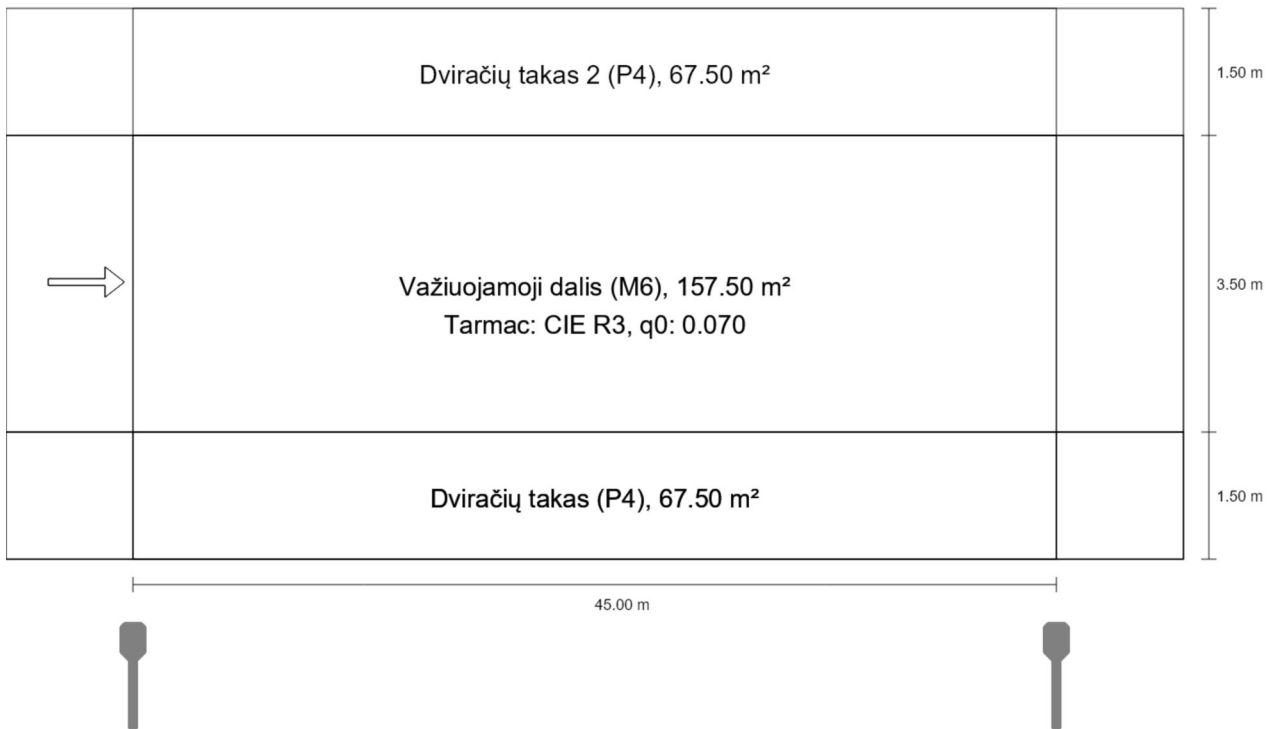 Dviračių takas 2 (P4), 67.50 m²
1.50 m
Važiuojamoji dalis (M6), 157.50 m²
Tarmac: CIE R3, q0: 0.070
3.50 m
Dviračių takas (P4), 67.50 m²
1.50 m
45.00 m